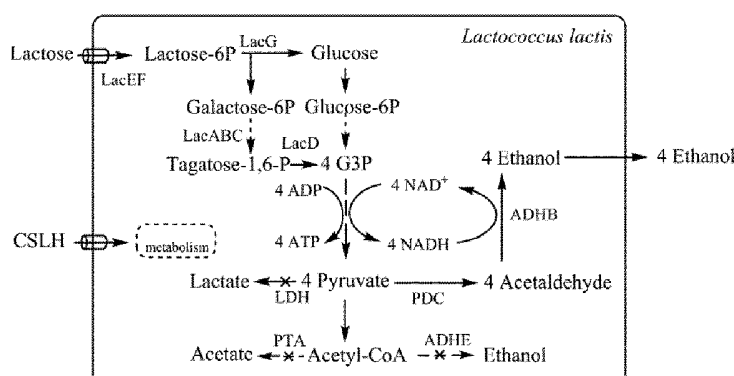 Lactococcus lactis
Lactose
LacEF
Lactose-6P
LacG
Glucose
Galactose-6P
Glucose-6P
LacABC
LacD
Tagatose-1,6-P
4 G3P
4 Ethanol
4 Ethanol
4 ADP
4 NAD⁺
ADHB
CSLH
metabolism
4 ATP
4 NADH
Lactate
LDH
4 Pyruvate
PDC
4 Acetaldehyde
Acetate
PTA
Acetyl-CoA
ADHE
Ethanol